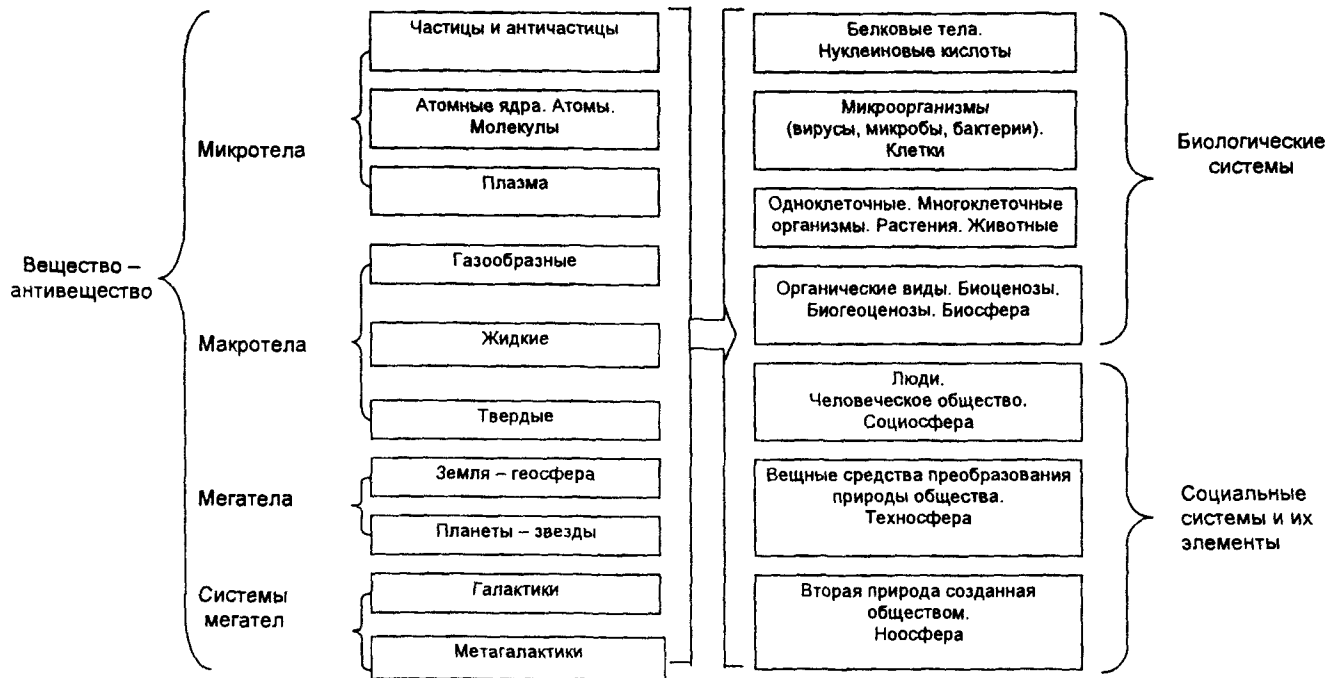 Вещество –
антивещество
Микротела
Частицы и античастицы
Атомные ядра. Атомы.
Молекулы
Плазма
Макротела
Газообразные
Жидкие
Твердые
Мегатела
Земля – геосфера
Планеты – звезды
Системы
мегател
Галактики
Метагалактики
Белковые тела.
Нуклеиновые кислоты
Микроорганизмы
(вирусы, микробы, бактерии).
Клетки
Одноклеточные. Многоклеточные
организмы. Растения. Животные
Органические виды. Биоценозы.
Биогеоценозы. Биосфера
Биологические
системы
Люди.
Человеческое общество.
Социосфера
Вещные средства преобразования
природы общества.
Техносфера
Вторая природа созданная
обществом.
Ноосфера
Социальные
системы и их
элементы